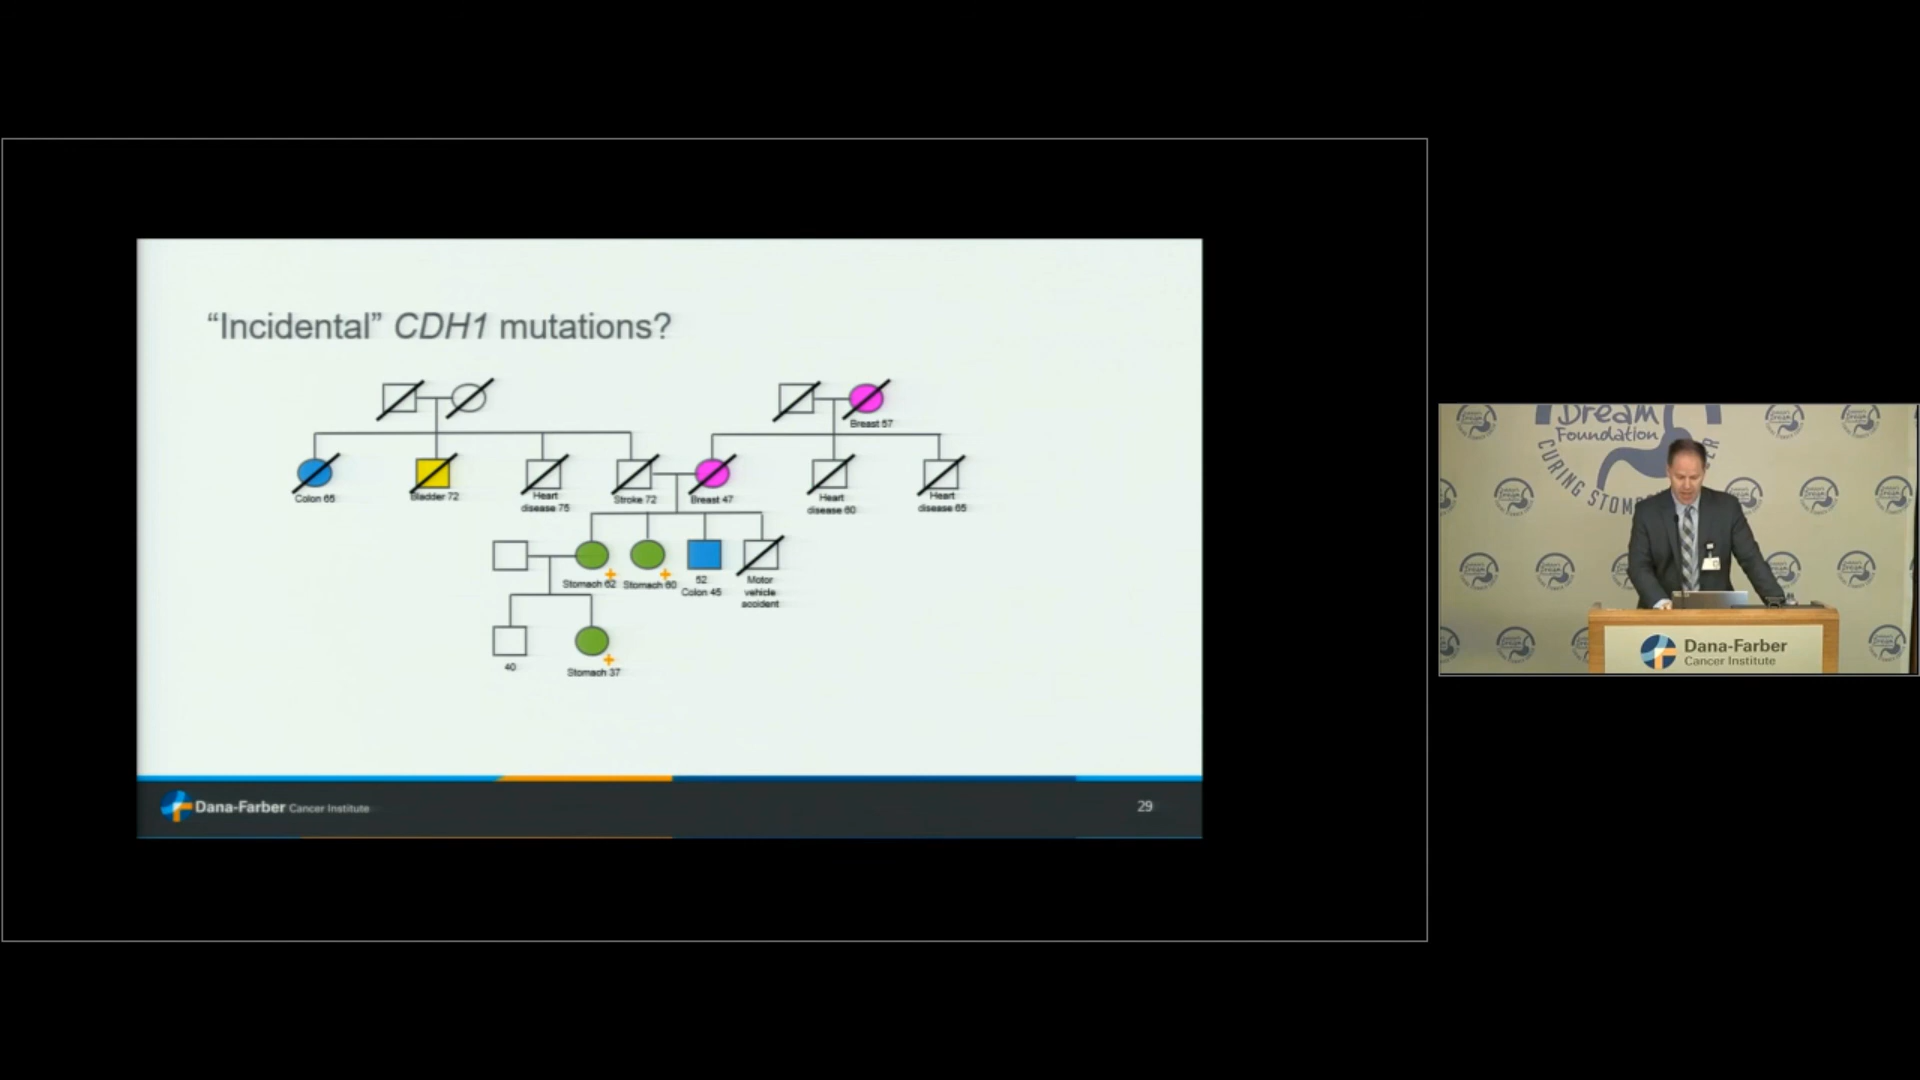 “Incidental” CDH1 mutations?
Breast 57
Colon 65
Bladder 72
Heart
disease 75
Stroke 72
Breast 47
Heart
disease 60
Heart
disease 65
Stomach 62
Stomach 60
52
Colon 45
Motor
vehicle
accident
40
Stomach 37
Dana-Farber Cancer Institute
29
Dream
Foundation
CURING STOM
Dana-Farber
Cancer Institute